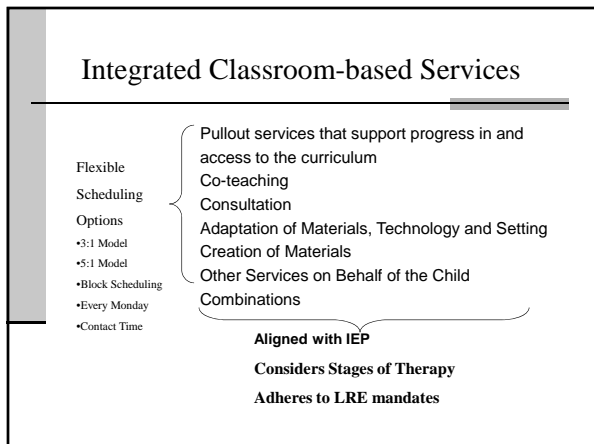 Integrated Classroom-based Services
Flexible
Scheduling
Options
•3:1 Model
•5:1 Model
•Block Scheduling
•Every Monday
•Contact Time
Pullout services that support progress in and
access to the curriculum
Co-teaching
Consultation
Adaptation of Materials, Technology and Setting
Creation of Materials
Other Services on Behalf of the Child
Combinations
Aligned with IEP
Considers Stages of Therapy
Adheres to LRE mandates